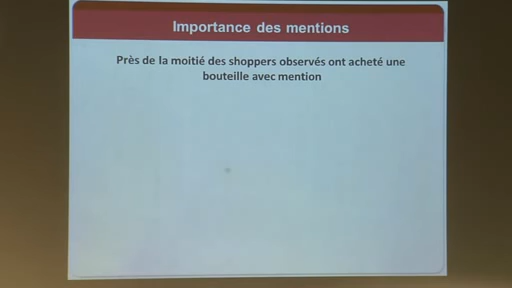 Importance des mentions
Près de la moitié des shoppers observés ont acheté une
bouteille avec mention